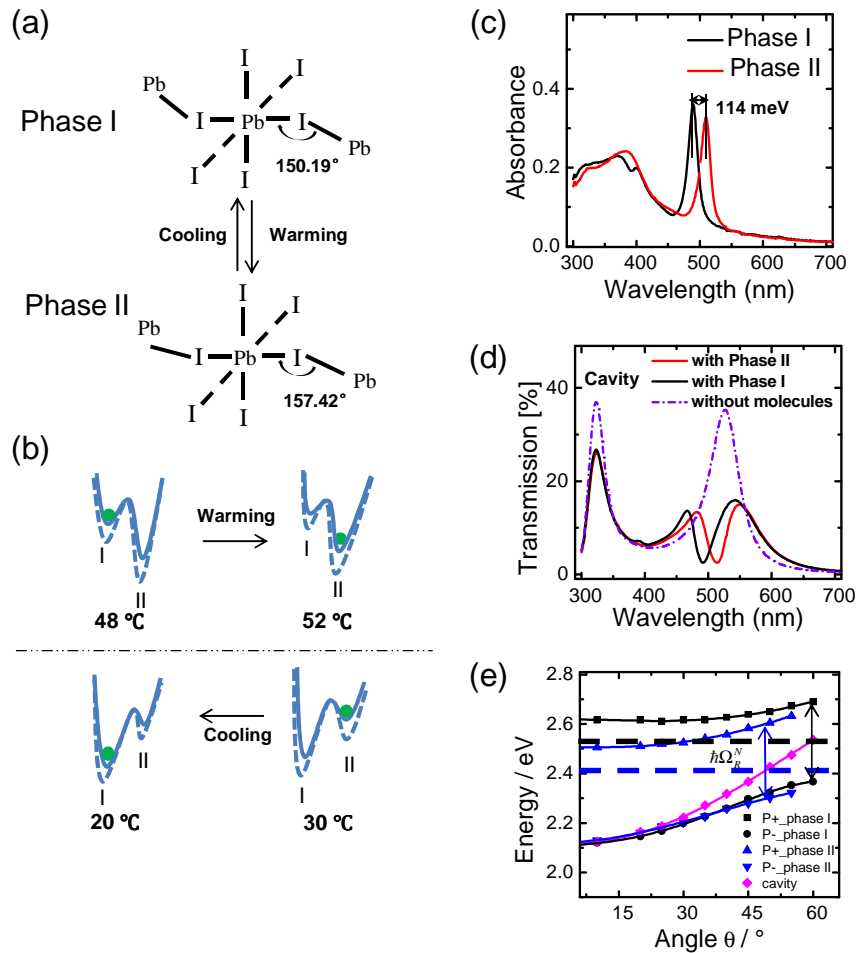 (a)
Phase I
Pb
I
I
I
Pb
I
150.19°
Pb
I
I
Cooling
Warming
Phase II
Pb
I
I
I
Pb
I
157.42°
Pb
I
I
(b)
I
II
48 ℃
Warming
I
II
52 ℃
I
II
20 ℃
Cooling
I
II
30 ℃
(c)
Phase I
Phase II
114 meV
Absorbance
0.4
0.2
0.0
300
400
500
600
700
Wavelength (nm)
(d)
Cavity
with Phase II
with Phase I
without molecules
Transmission [%]
40
20
0
300
400
500
600
700
Wavelength (nm)
(e)
Energy / eV
2.8
2.6
2.4
2.2
2.0
ℏΩ_R^N
P+_phase I
P-_phase I
P+_phase II
P-_phase II
cavity
15
30
45
60
Angle θ / °